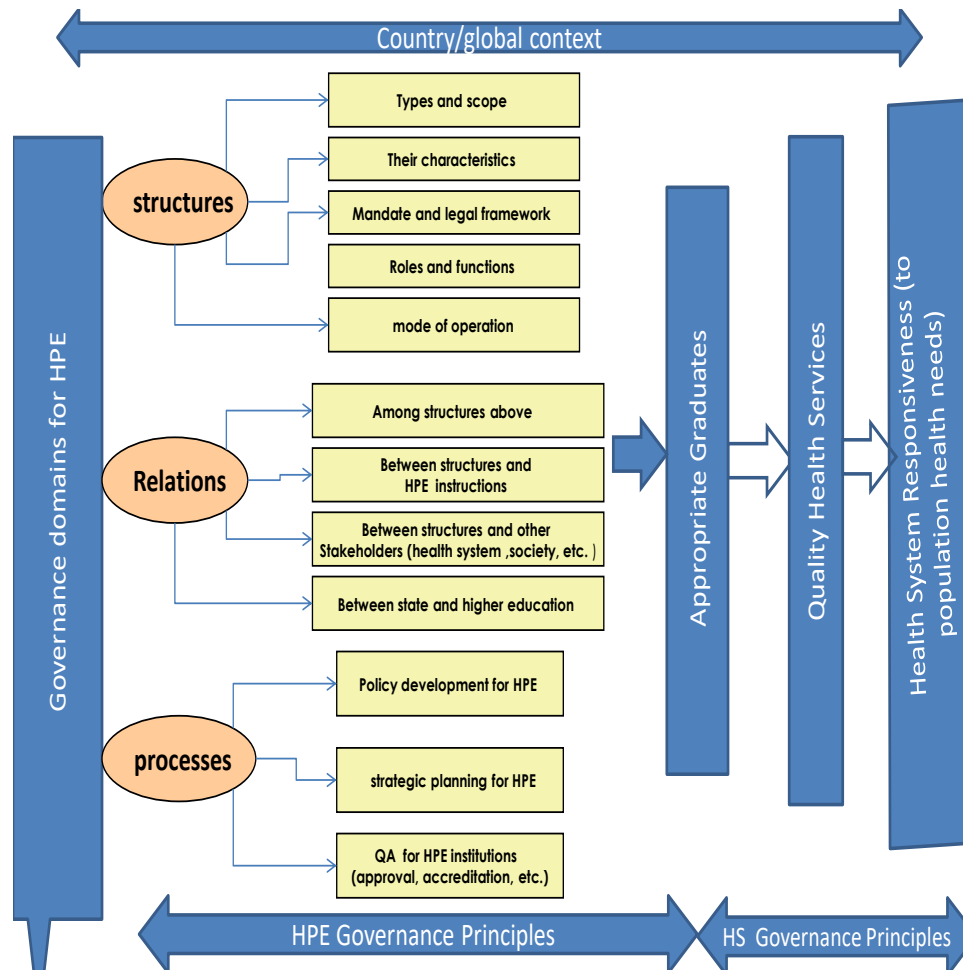 Country/global context
Governance domains for HPE
structures
Types and scope
Their characteristics
Mandate and legal framework
Roles and functions
mode of operation
Relations
Among structures above
Between structures and
HPE instructions
Between structures and other
Stakeholders (health system ,society, etc. )
Between state and higher education
processes
Policy development for HPE
strategic planning for HPE
QA for HPE institutions
(approval, accreditation, etc.)
Appropriate Graduates
Quality Health Services
Health System Responsiveness (to
population health needs)
HPE Governance Principles
HS Governance Principles